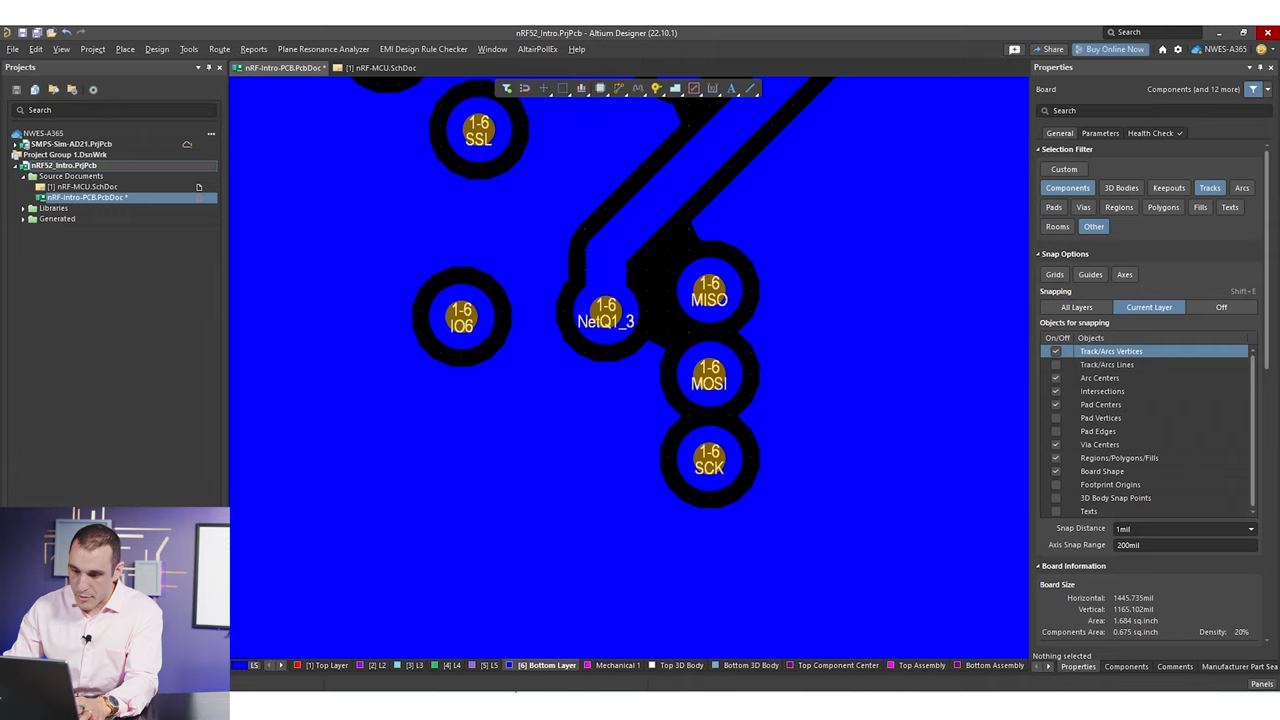 nRF52_Intro.PrjPcb - Altium Designer (22.10.1)
Search
File Edit View Project Place Design Tools Route Reports Plane Resonance Analyzer EMI Design Rule Checker Window AltairPollEx Help
Share Buy Online Now NWES-A365
Projects
nRF-Intro-PCB.PcbDoc *
[1] nRF-MCU.SchDoc
Properties
Search
NWES-A365
SMPS-Sim-AD21.PrjPcb
Project Group 1.DsnWrk
nRF52_Intro.PrjPcb
Source Documents
[1] nRF-MCU.SchDoc
nRF-Intro-PCB.PcbDoc *
Libraries
Generated
1-6
SSL
1-6
IO6
1-6
NetQ1_3
1-6
MISO
1-6
MOSI
1-6
SCK
Board
Components (and 12 more)
Search
General Parameters Health Check
Selection Filter
Custom
Components 3D Bodies Keepouts Tracks Arcs
Pads Vias Regions Polygons Fills Texts
Rooms Other
Snap Options
Grids Guides Axes
Snapping Shift+E
All Layers Current Layer Off
Objects for snapping
On/Off Objects
Track/Arcs Vertices
Track/Arcs Lines
Arc Centers
Intersections
Pad Centers
Pad Vertices
Pad Edges
Via Centers
Regions/Polygons/Fills
Board Shape
Footprint Origins
3D Body Snap Points
Texts
Snap Distance 1mil
Axis Snap Range 200mil
Board Information
Board Size
Horizontal: 1445.735mil
Vertical: 1165.102mil
Area: 1.684 sq.inch
Components Area: 0.675 sq.inch Density: 20%
Nothing selected
LS [1] Top Layer [2] L2 [3] L3 [4] L4 [5] L5 [6] Bottom Layer Mechanical 1 Top 3D Body Bottom 3D Body Top Component Center Top Assembly Bottom Assembly
Properties Components Comments Manufacturer Part Sea
Panels